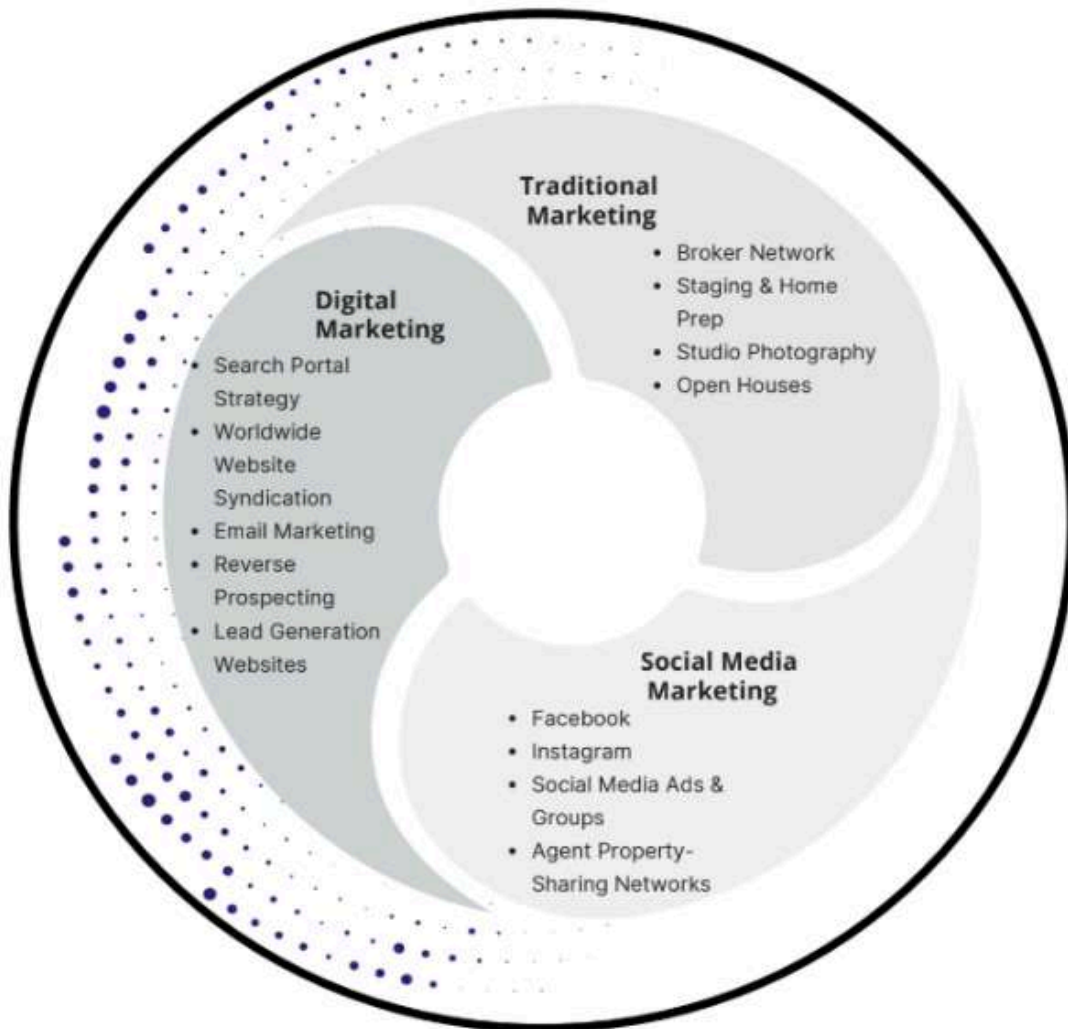 Traditional
Marketing
• Broker Network
• Staging & Home
Prep
• Studio Photography
• Open Houses
Digital
Marketing
• Search Portal
Strategy
• Worldwide
Website
Syndication
• Email Marketing
• Reverse
Prospecting
• Lead Generation
Websites
Social Media
Marketing
• Facebook
• Instagram
• Social Media Ads &
Groups
• Agent Property-
Sharing Networks